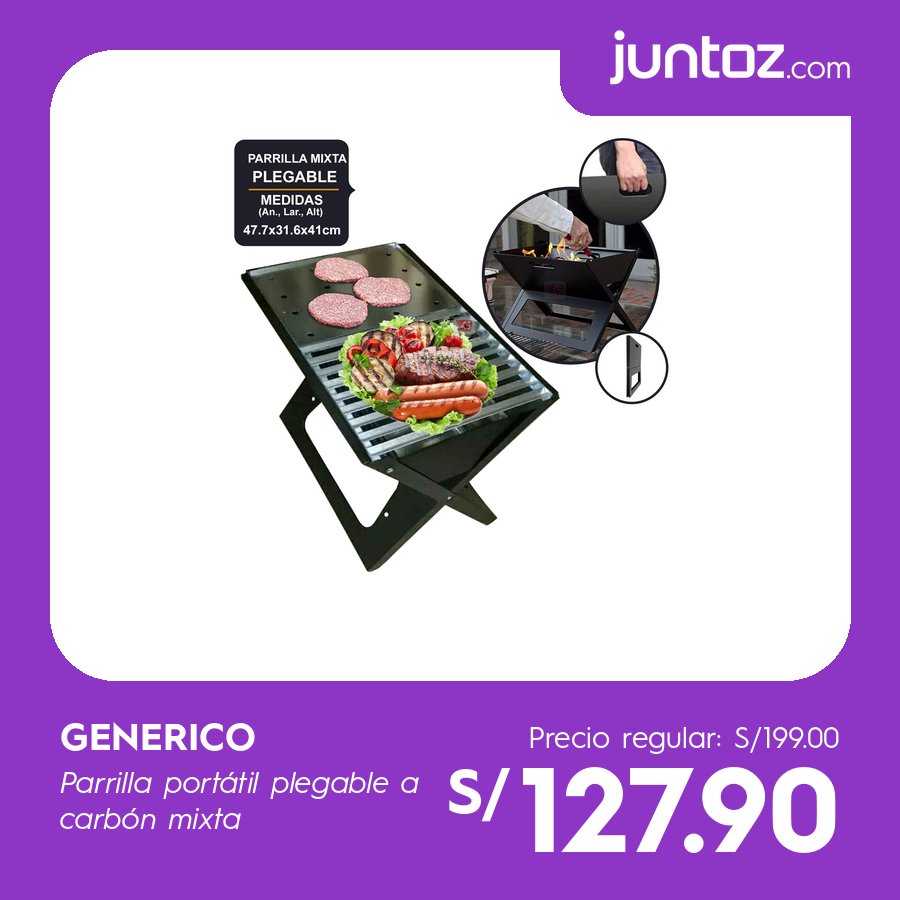 juntoz.com
PARRILLA MIXTA
PLEGABLE
MEDIDAS
(An., Lar., Alt)
47.7x31.6x41cm
GENERICO
Parrilla portátil plegable a
carbón mixta
Precio regular: S/199.00
S/127.90